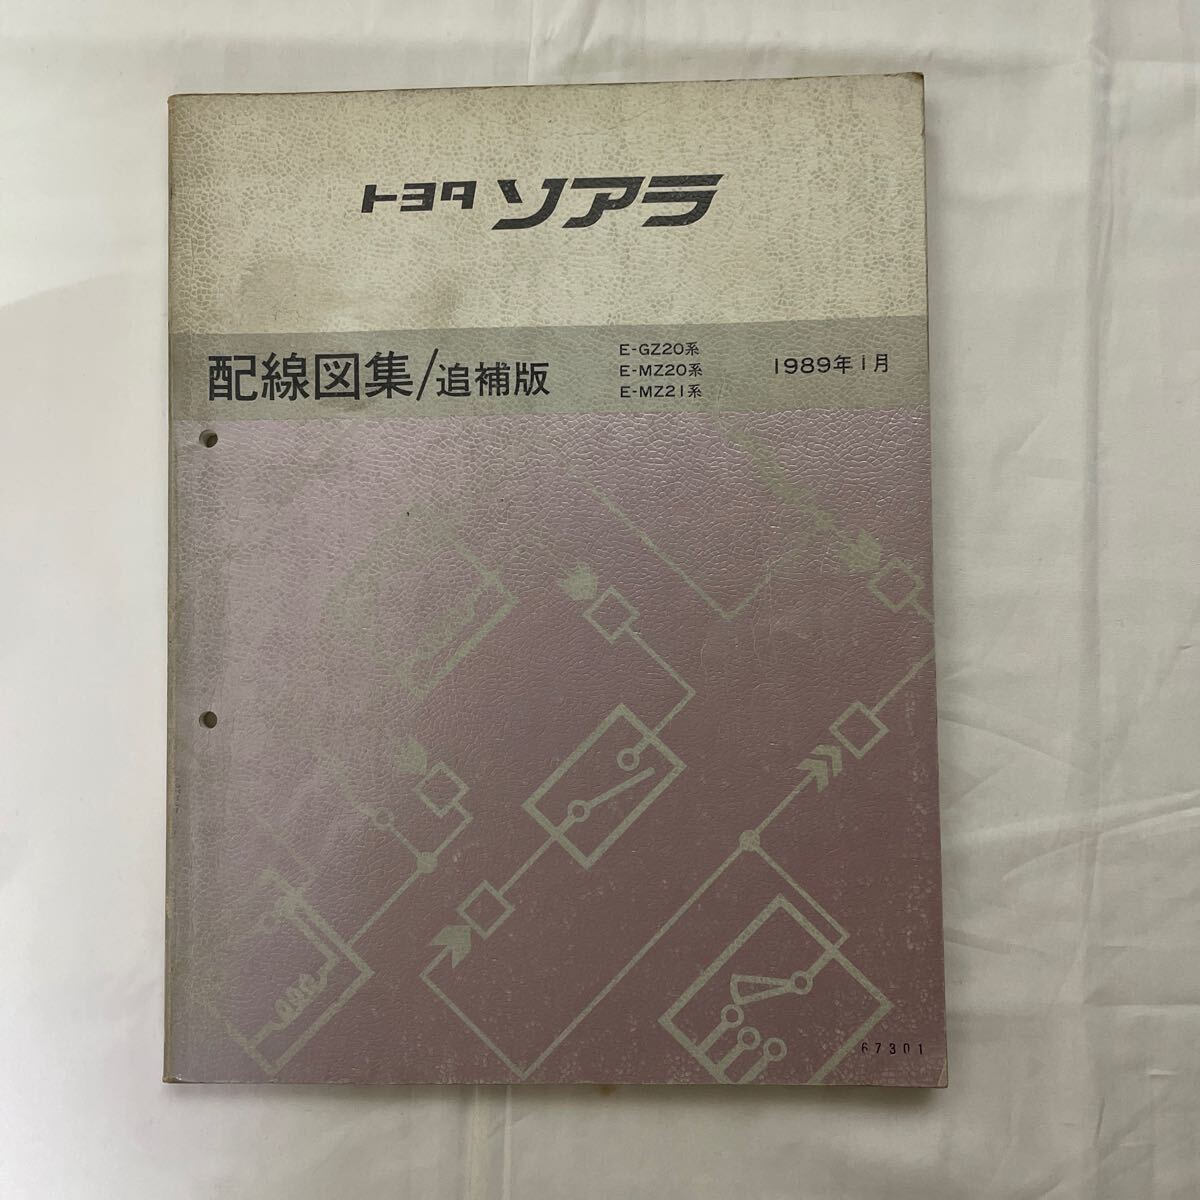 トヨタ ソアラ
配線図集/追補版
E-GZ20系
E-MZ20系
E-MZ21系
1989年1月
67301